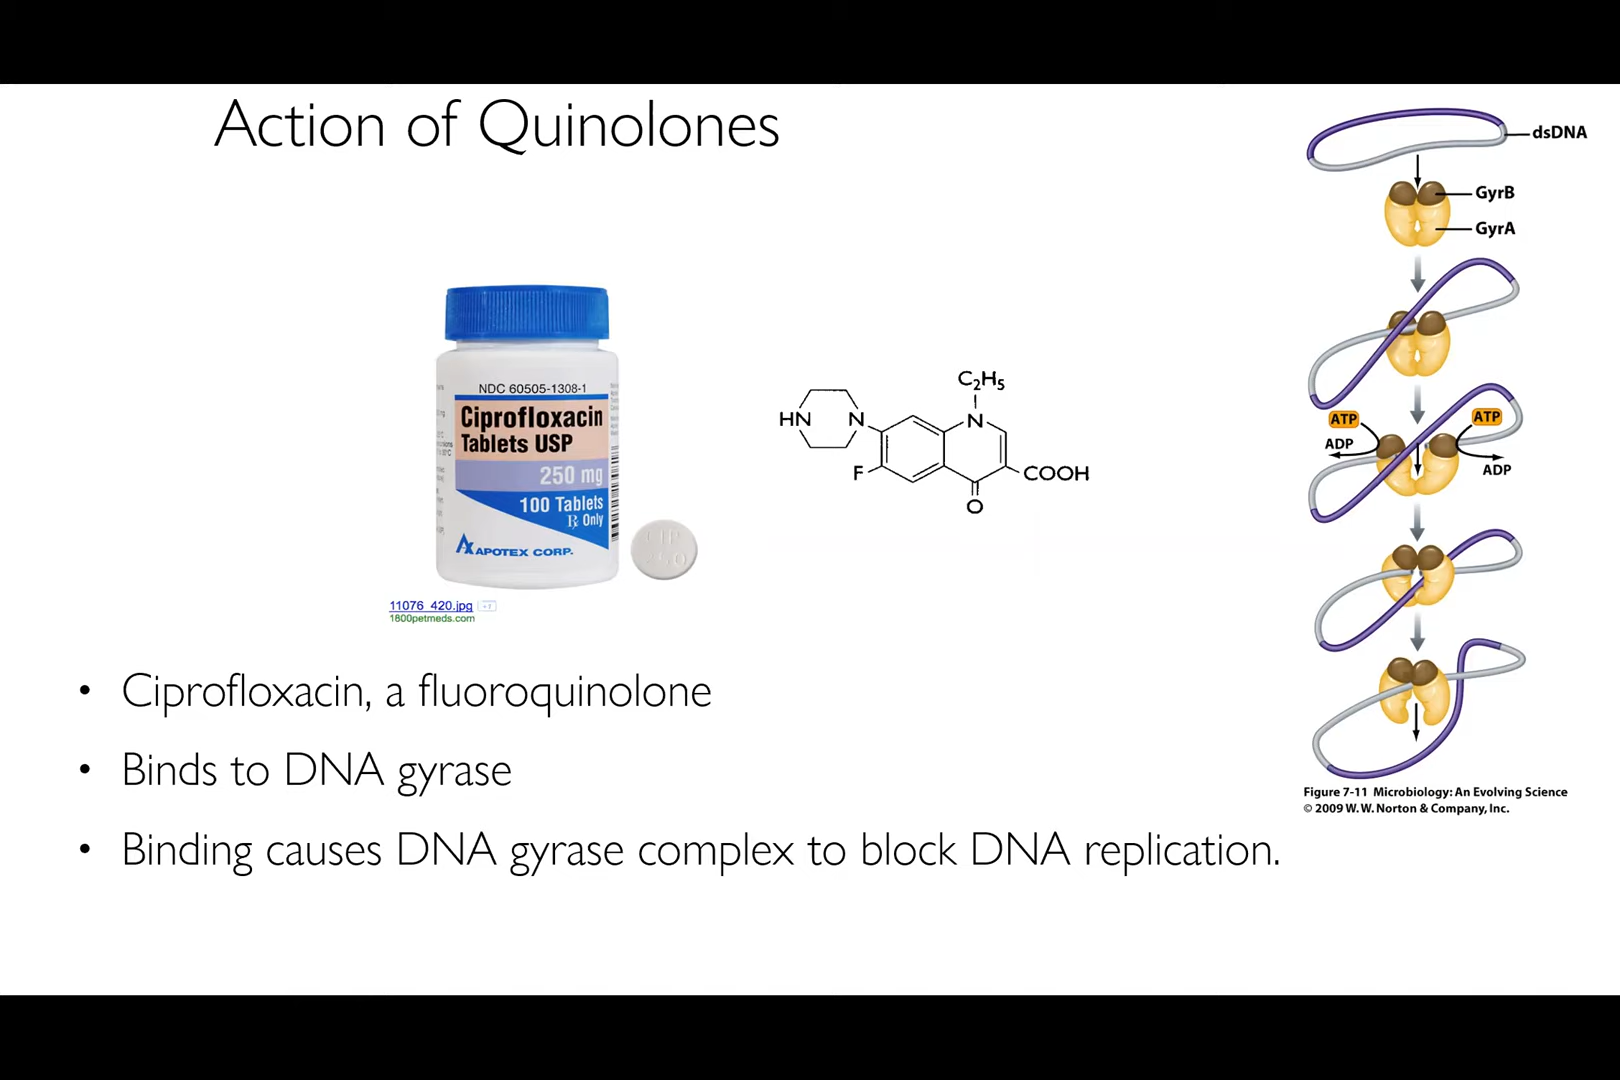 Action of Quinolones
NDC 60505-1308-1
Ciprofloxacin
Tablets USP
250 mg
100 Tablets
Rx Only
APOTEX CORP.
CIP
250
11076_420.jpg
1800petmeds.com
C2H5
HN
N
N
F
COOH
O
dsDNA
GyrB
GyrA
ATP
ATP
ADP
ADP
Figure 7-11 Microbiology: An Evolving Science
© 2009 W. W. Norton & Company, Inc.
• Ciprofloxacin, a fluoroquinolone
• Binds to DNA gyrase
• Binding causes DNA gyrase complex to block DNA replication.